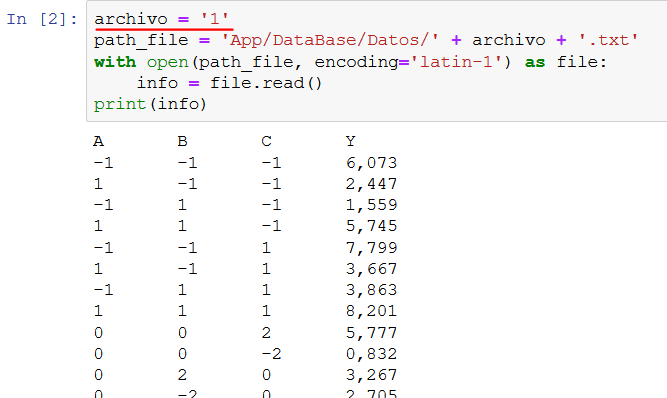 In [2]: archivo = '1'
path_file = 'App/DataBase/Datos/' + archivo + '.txt'
with open(path_file, encoding='latin-1') as file:
    info = file.read()
print(info)
A B C Y
-1 -1 -1 6,073
1 -1 -1 2,447
-1 1 -1 1,559
1 1 -1 5,745
-1 -1 1 7,799
1 -1 1 3,667
-1 1 1 3,863
1 1 1 8,201
0 0 2 5,777
0 0 -2 0,832
0 2 0 3,267
0 -2 0 2,705